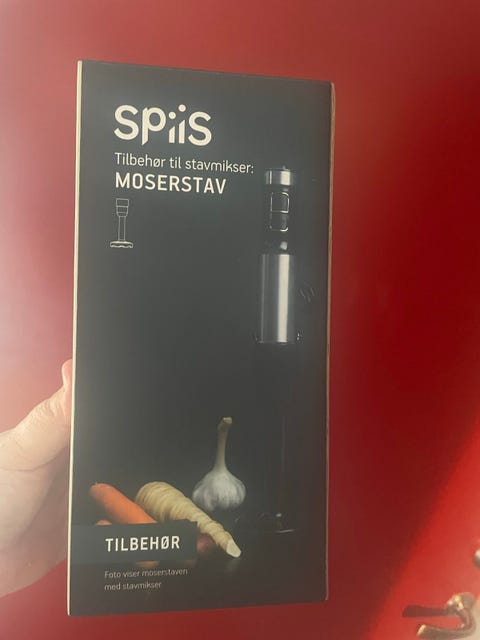 spiis
Tilbehør til stavmikser:
MOSERSTAV
TILBEHØR
Foto viser moserstaven
med stavmikser